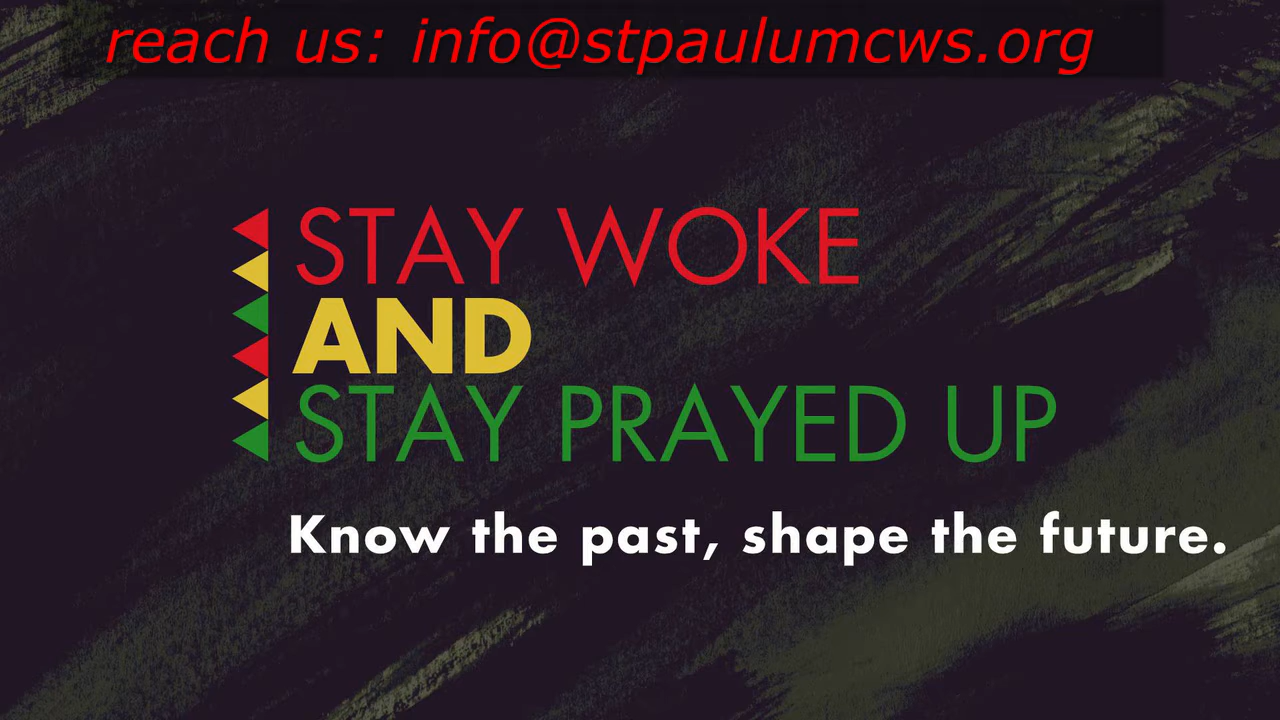 reach us: info@stpaulumcws.org
STAY WOKE
AND
STAY PRAYED UP
Know the past, shape the future.